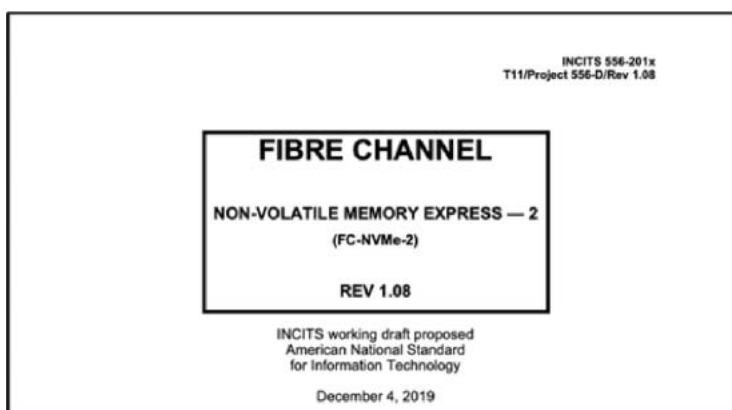 INCITS 556-201x
T11/Project 556-D/Rev 1.08
FIBRE CHANNEL
NON-VOLATILE MEMORY EXPRESS — 2
(FC-NVMe-2)
REV 1.08
INCITS working draft proposed
American National Standard
for Information Technology
December 4, 2019